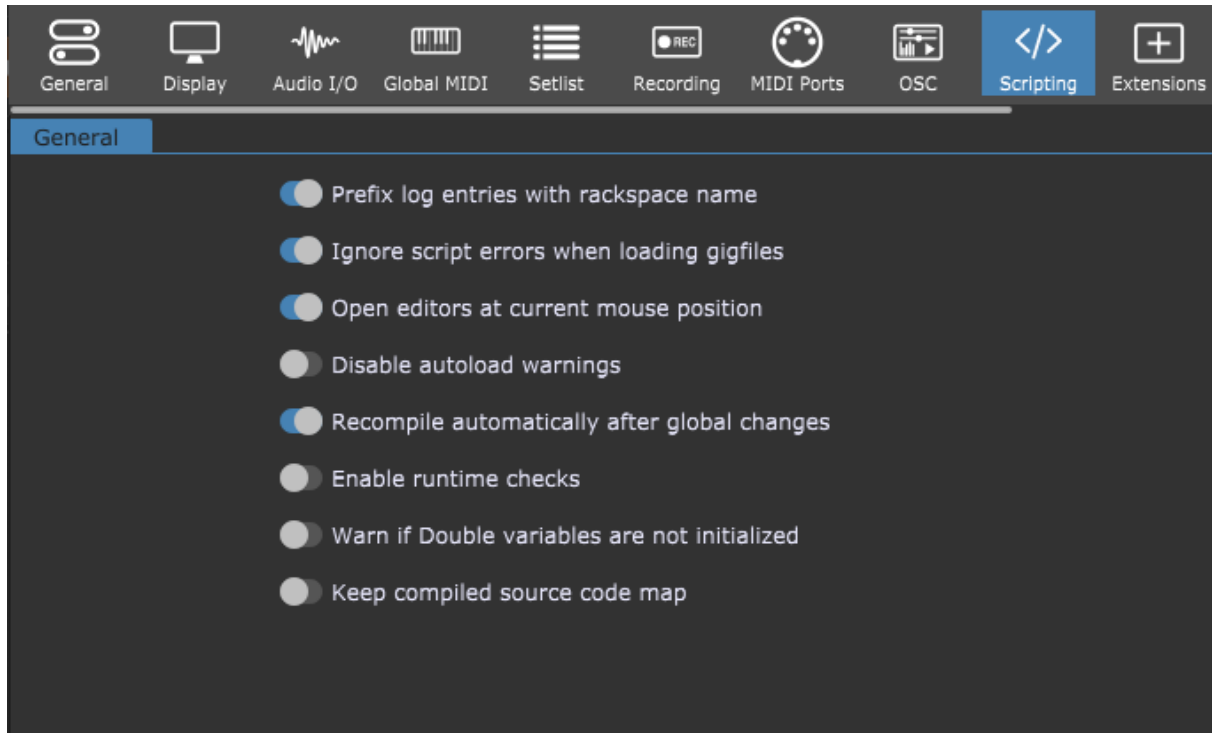 General Display Audio I/O Global MIDI Setlist REC Recording MIDI Ports OSC </> Scripting Extensions
General
Prefix log entries with rackspace name
Ignore script errors when loading gigfiles
Open editors at current mouse position
Disable autoload warnings
Recompile automatically after global changes
Enable runtime checks
Warn if Double variables are not initialized
Keep compiled source code map